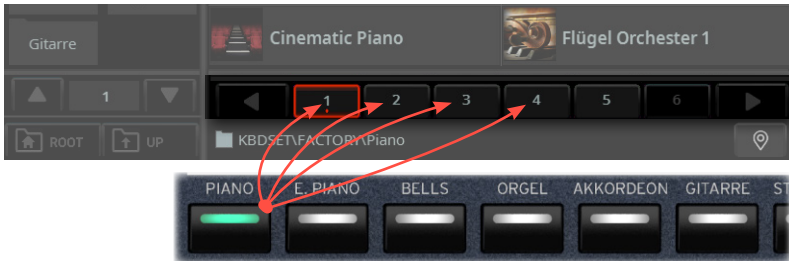 Gitarre
Cinematic Piano
Flügel Orchester 1
1
1 2 3 4 5 6
ROOT UP
KBDSET\FACTORY\Piano
PIANO E. PIANO BELLS ORGEL AKKORDEON GITARRE ST